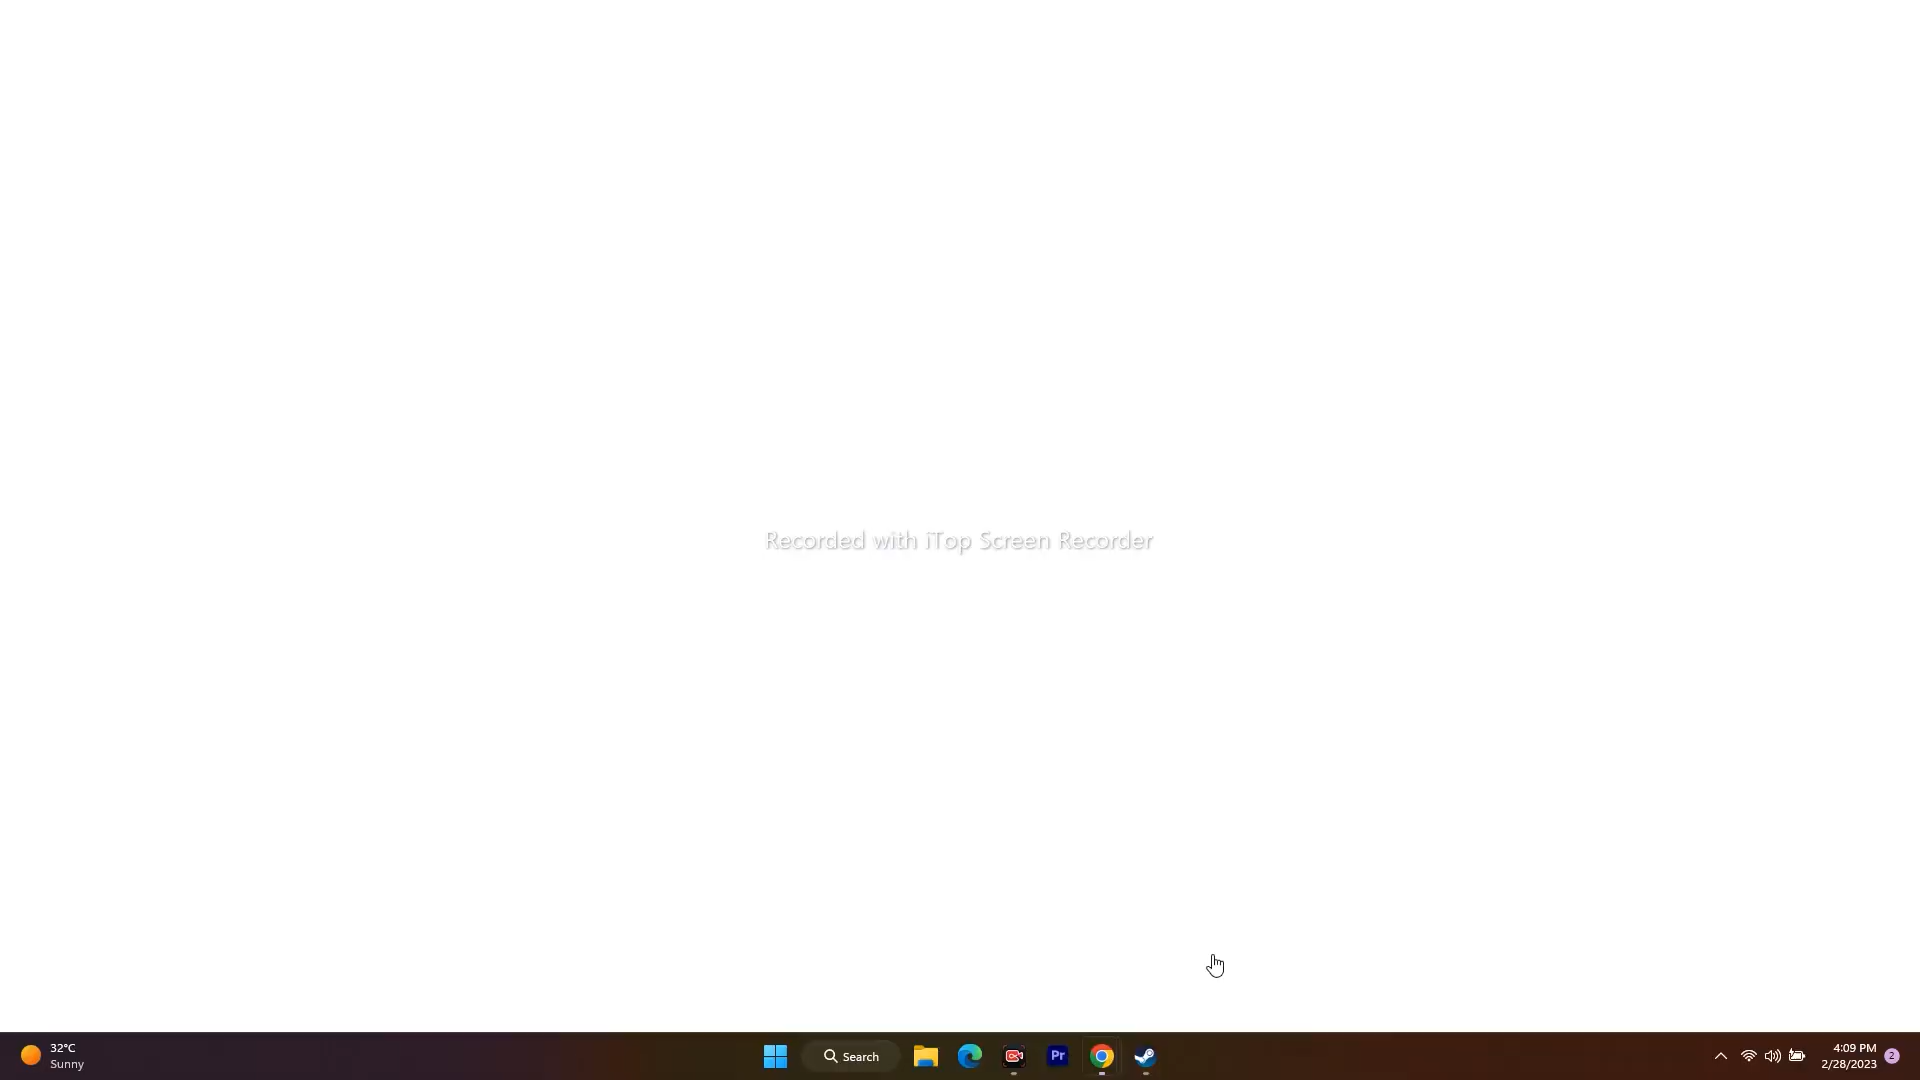 Recorded with iTop Screen Recorder
32°C
Sunny
Search
Pr
4:09 PM
2/28/2023
2